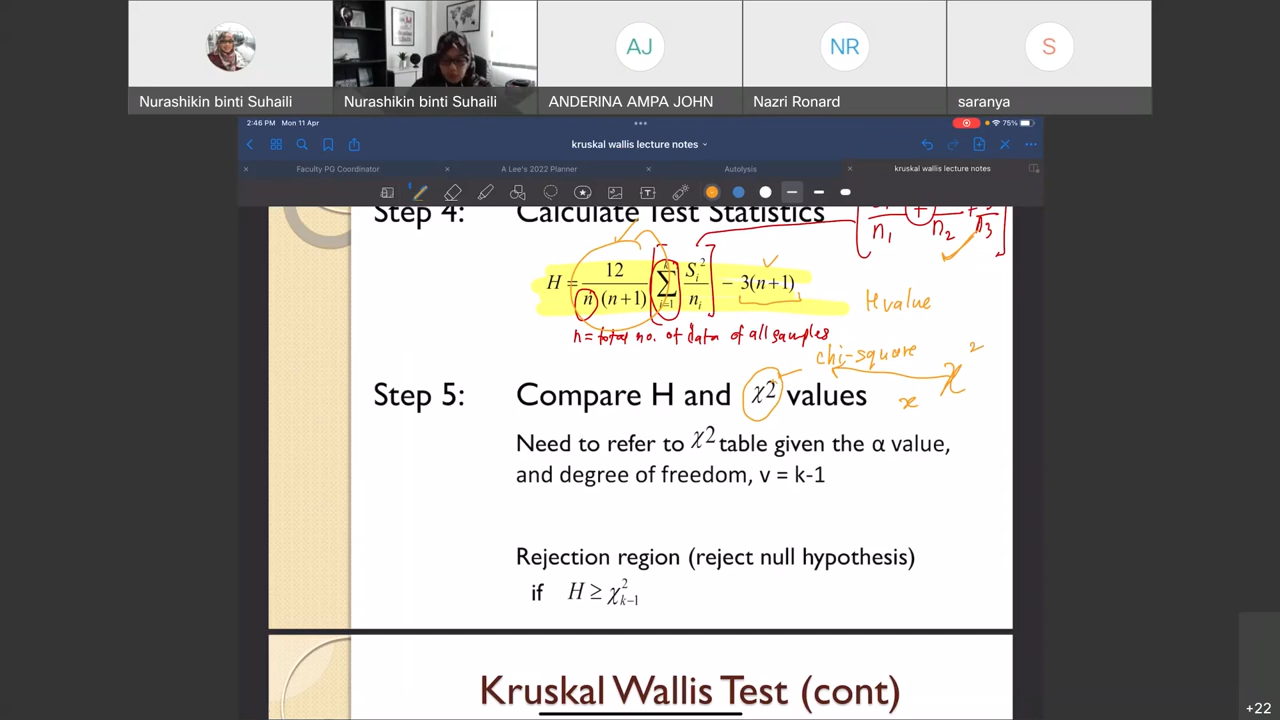 AJ
NR
S
Nurashikin binti Suhaili
Nurashikin binti Suhaili
ANDERINA AMPA JOHN
Nazri Ronard
saranya
2:46 PM Mon 11 Apr
75%
kruskal wallis lecture notes
Faculty PG Coordinator
A Lee's 2022 Planner
Autolysis
kruskal wallis lecture notes
Step 4: Calculate Test Statistics
n₁ + n₂ + n₃
H = 12 / n (n+1) [ Σ i=1 k Sᵢ² / nᵢ ] − 3(n+1)
H value
n = total no. of data of all samples
chi-square
χ²
x
Step 5: Compare H and χ2 values
Need to refer to χ2 table given the α value,
and degree of freedom, v = k-1
Rejection region (reject null hypothesis)
if H ≥ χ²ₖ₋₁
Kruskal Wallis Test (cont)
+22